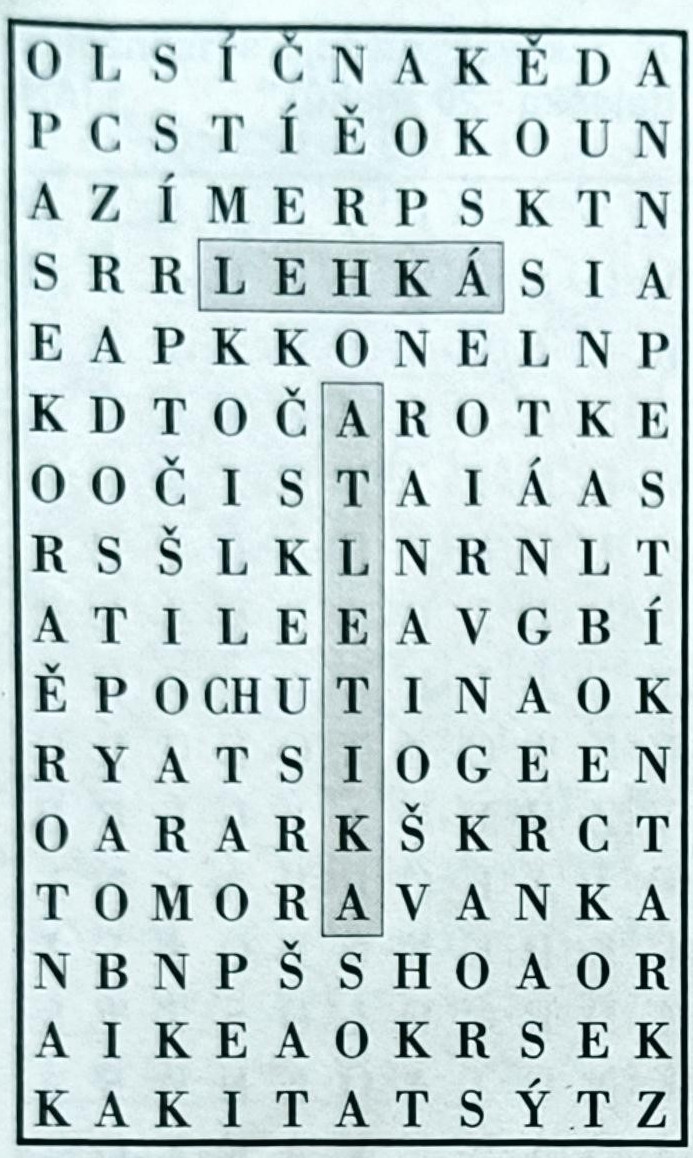 O L S Í Č N A K Ě D A
P C S T Í Ě O K O U N
A Z Í M E R P S K T N
S R R L E H K Á S I A
E A P K K O N E L N P
K D T O Č A R O T K E
O O Č I S T A I Á A S
R S Š L K L N R N L T
A T I L E E A V G B Í
Ě P O CH U T I N A O K
R Y A T S I O G E E N
O A R A R K Š K R C T
T O M O R A V A N K A
N B N P Š S H O A O R
A I K E A O K R S E K
K A K I T A T S Ý T Z